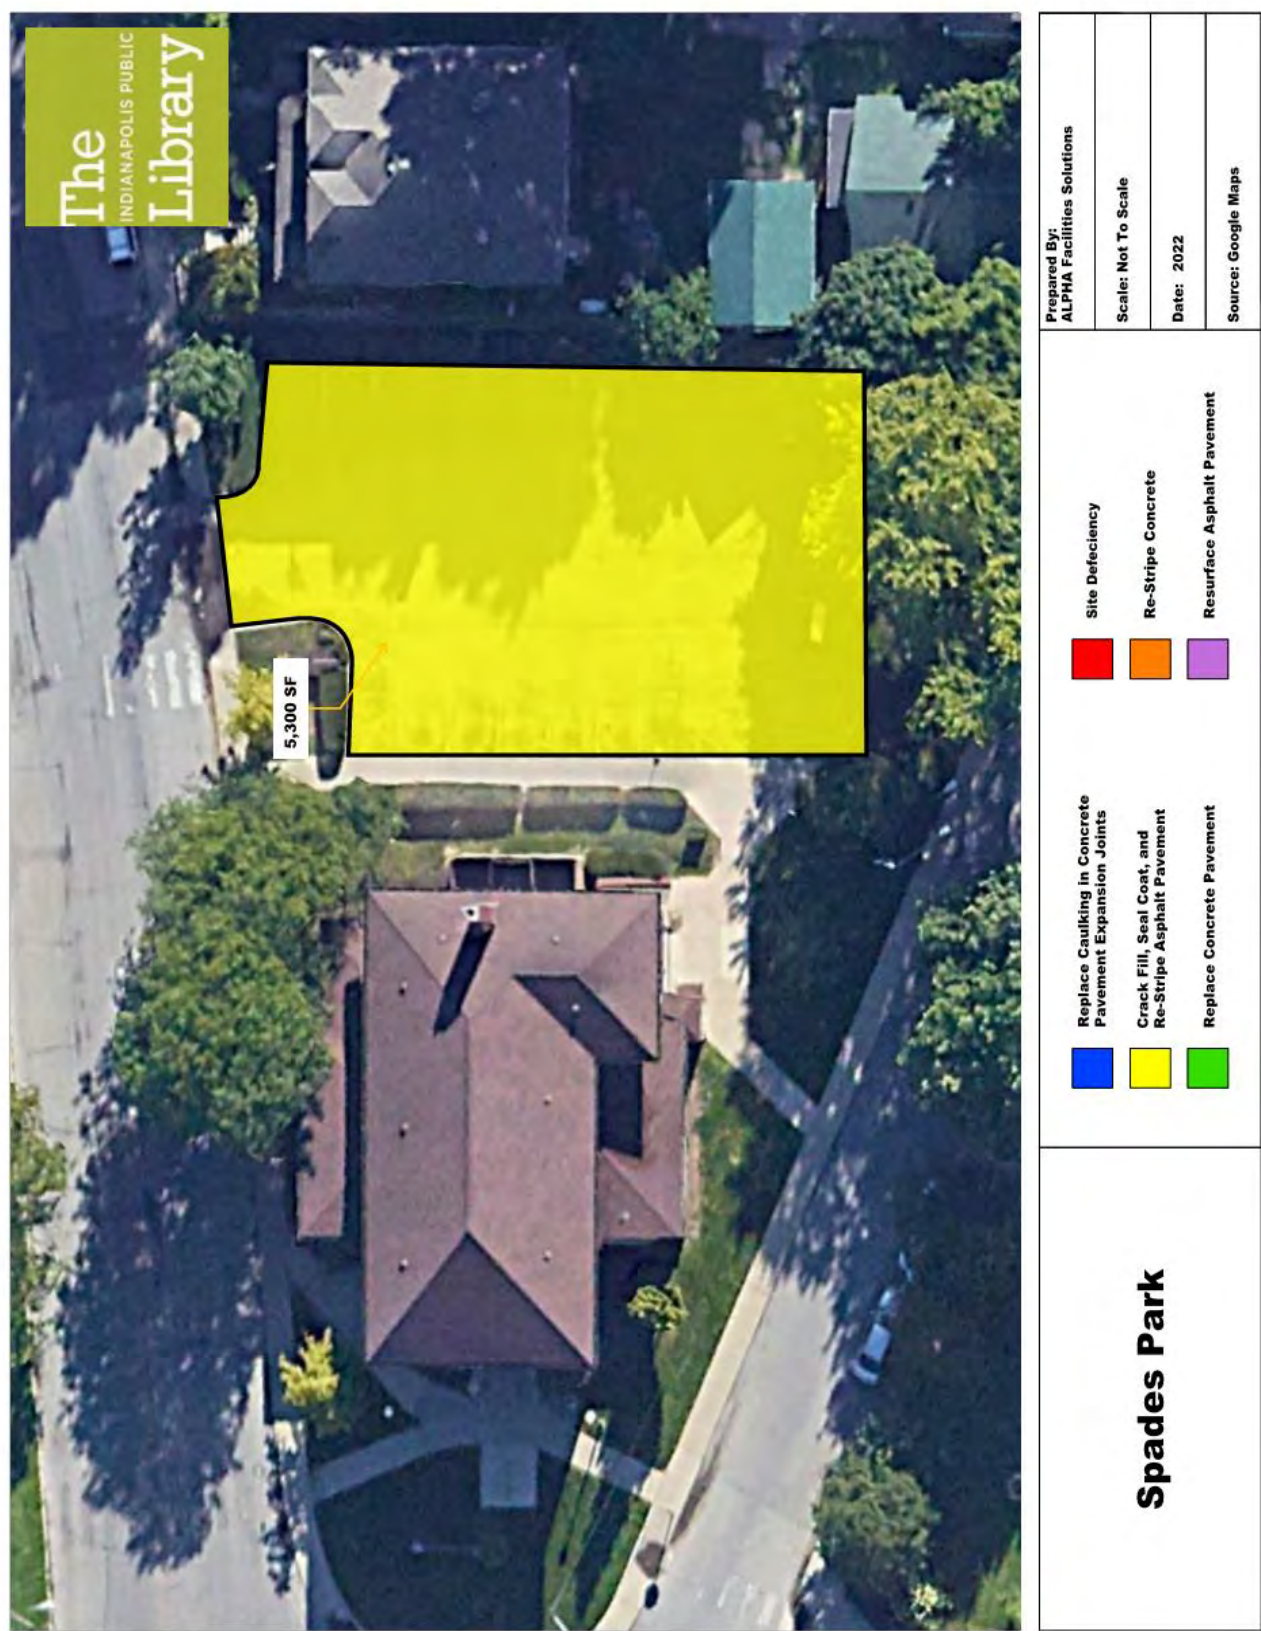 The
INDIANAPOLIS PUBLIC
Library
5,300 SF
Spades Park
Replace Caulking in Concrete
Pavement Expansion Joints
Crack Fill, Seal Coat, and
Re-Stripe Asphalt Pavement
Replace Concrete Pavement
Site Defeciency
Re-Stripe Concrete
Resurface Asphalt Pavement
Prepared By:
ALPHA Facilities Solutions
Scale: Not To Scale
Date: 2022
Source: Google Maps